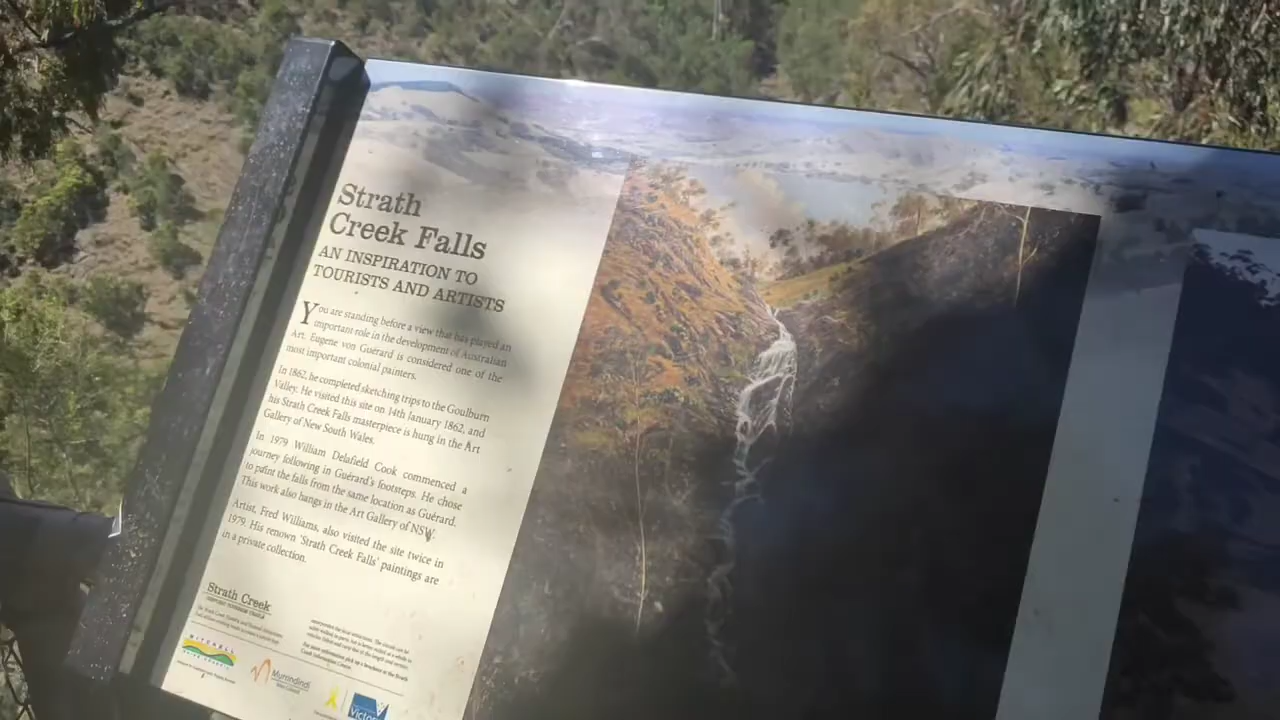 Strath
Creek Falls
AN INSPIRATION TO
TOURISTS AND ARTISTS
You are standing before a view that has played an
important role in the development of Australian
Art. Eugene von Guérard is considered one of the
most important colonial painters.
In 1862, he completed sketching trips to the Goulburn
Valley. He visited this site on 14th January 1862, and
his Strath Creek Falls masterpiece is hung in the Art
Gallery of New South Wales.
In 1979 William Delafield Cook commenced a
journey following in Guérard's footsteps. He chose
to paint the falls from the same location as Guérard.
This work also hangs in the Art Gallery of NSW.
Artist, Fred Williams, also visited the site twice in
1979. His renown 'Strath Creek Falls' paintings are
in a private collection.
Strath Creek
MITCHELL
Murrindindi
Victoria